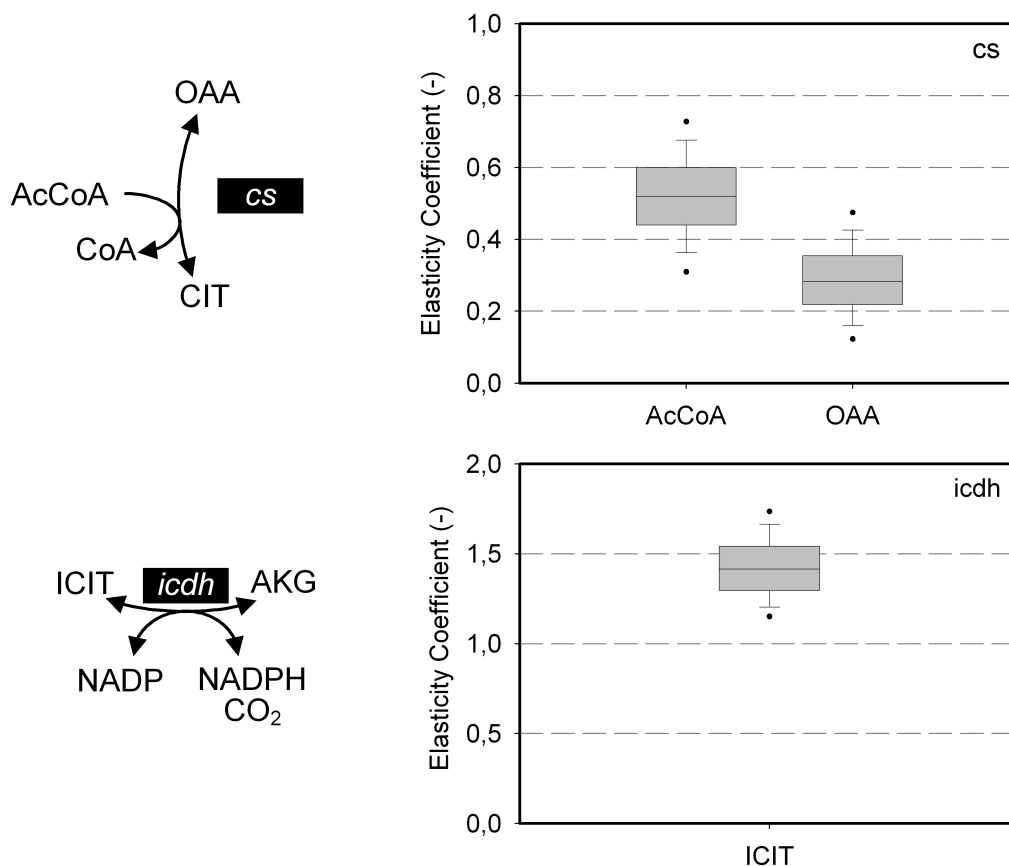 OAA
AcCoA
cs
CoA
CIT
Elasticity Coefficient (-)
1,0
0,8
0,6
0,4
0,2
0,0
cs
AcCoA
OAA
ICIT
icdh
AKG
NADP
NADPH
CO₂
Elasticity Coefficient (-)
2,0
1,5
1,0
0,5
0,0
icdh
ICIT